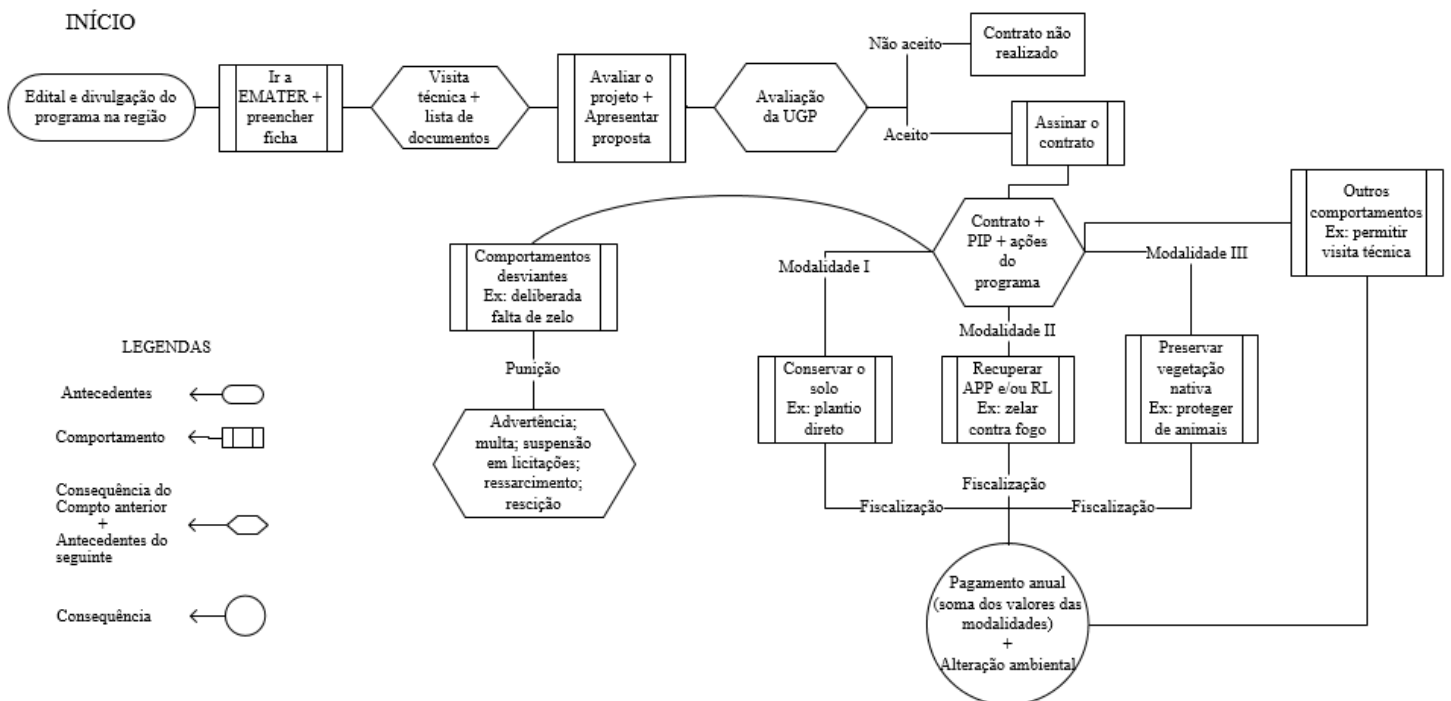 INÍCIO
Edital e divulgação do
programa na região
Ir a
EMATER +
preencher
ficha
Visita
técnica +
lista de
documentos
Avaliar o
projeto +
Apresentar
proposta
Avaliação
da UGP
Não aceito
Contrato não
realizado
Aceito
Assinar o
contrato
Contrato +
PIP + ações
do
programa
Outros
comportamentos
Ex: permitir
visita técnica
Comportamentos
desviantes
Ex: deliberada
falta de zelo
Punição
Advertência;
multa; suspensão
em licitações;
ressarcimento;
rescição
Modalidade I
Conservar o
solo
Ex: plantio
direto
Modalidade II
Recuperar
APP e/ou RL
Ex: zelar
contra fogo
Modalidade III
Preservar
vegetação
nativa
Ex: proteger
de animais
Fiscalização
Fiscalização
Fiscalização
Pagamento anual
(soma dos valores das
modalidades)
+
Alteração ambiental
LEGENDAS
Antecedentes
Comportamento
Consequência do
Compto anterior
+
Antecedentes do
seguinte
Consequência